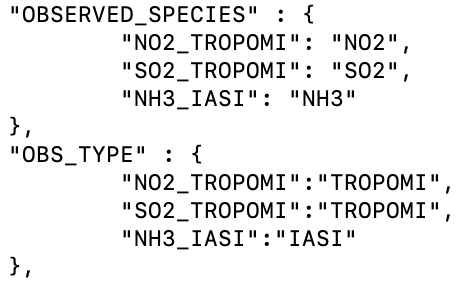 "OBSERVED_SPECIES" : {
        "NO2_TROPOMI": "NO2",
        "SO2_TROPOMI": "SO2",
        "NH3_IASI": "NH3"
},
"OBS_TYPE" : {
        "NO2_TROPOMI":"TROPOMI",
        "SO2_TROPOMI":"TROPOMI",
        "NH3_IASI":"IASI"
},